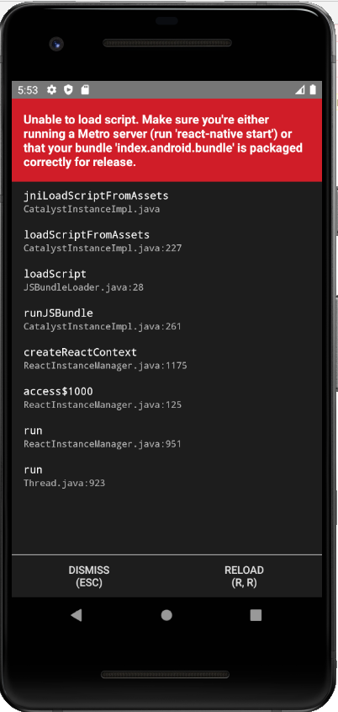 5:53
Unable to load script. Make sure you're either
running a Metro server (run 'react-native start') or
that your bundle 'index.android.bundle' is packaged
correctly for release.
jniLoadScriptFromAssets
CatalystInstanceImpl.java
loadScriptFromAssets
CatalystInstanceImpl.java:227
loadScript
JSBundleLoader.java:28
runJSBundle
CatalystInstanceImpl.java:261
createReactContext
ReactInstanceManager.java:1175
access$1000
ReactInstanceManager.java:125
run
ReactInstanceManager.java:951
run
Thread.java:923
DISMISS
(ESC)
RELOAD
(R, R)